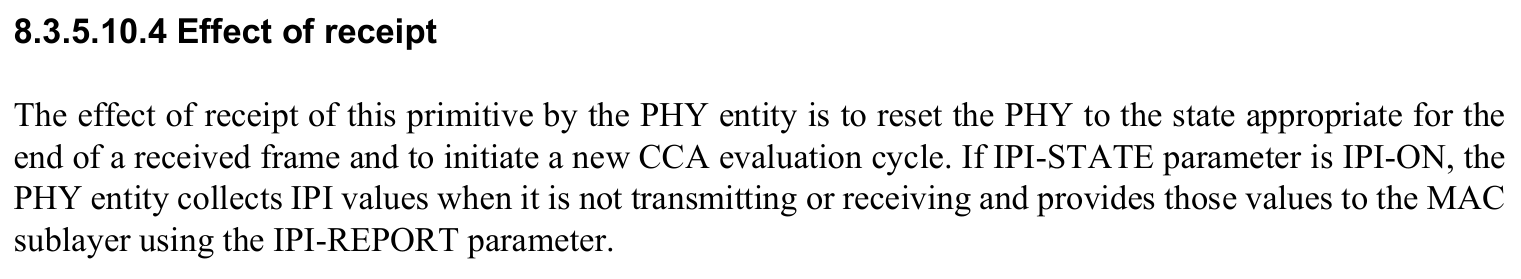 8.3.5.10.4 Effect of receipt
The effect of receipt of this primitive by the PHY entity is to reset the PHY to the state appropriate for the
end of a received frame and to initiate a new CCA evaluation cycle. If IPI-STATE parameter is IPI-ON, the
PHY entity collects IPI values when it is not transmitting or receiving and provides those values to the MAC
sublayer using the IPI-REPORT parameter.